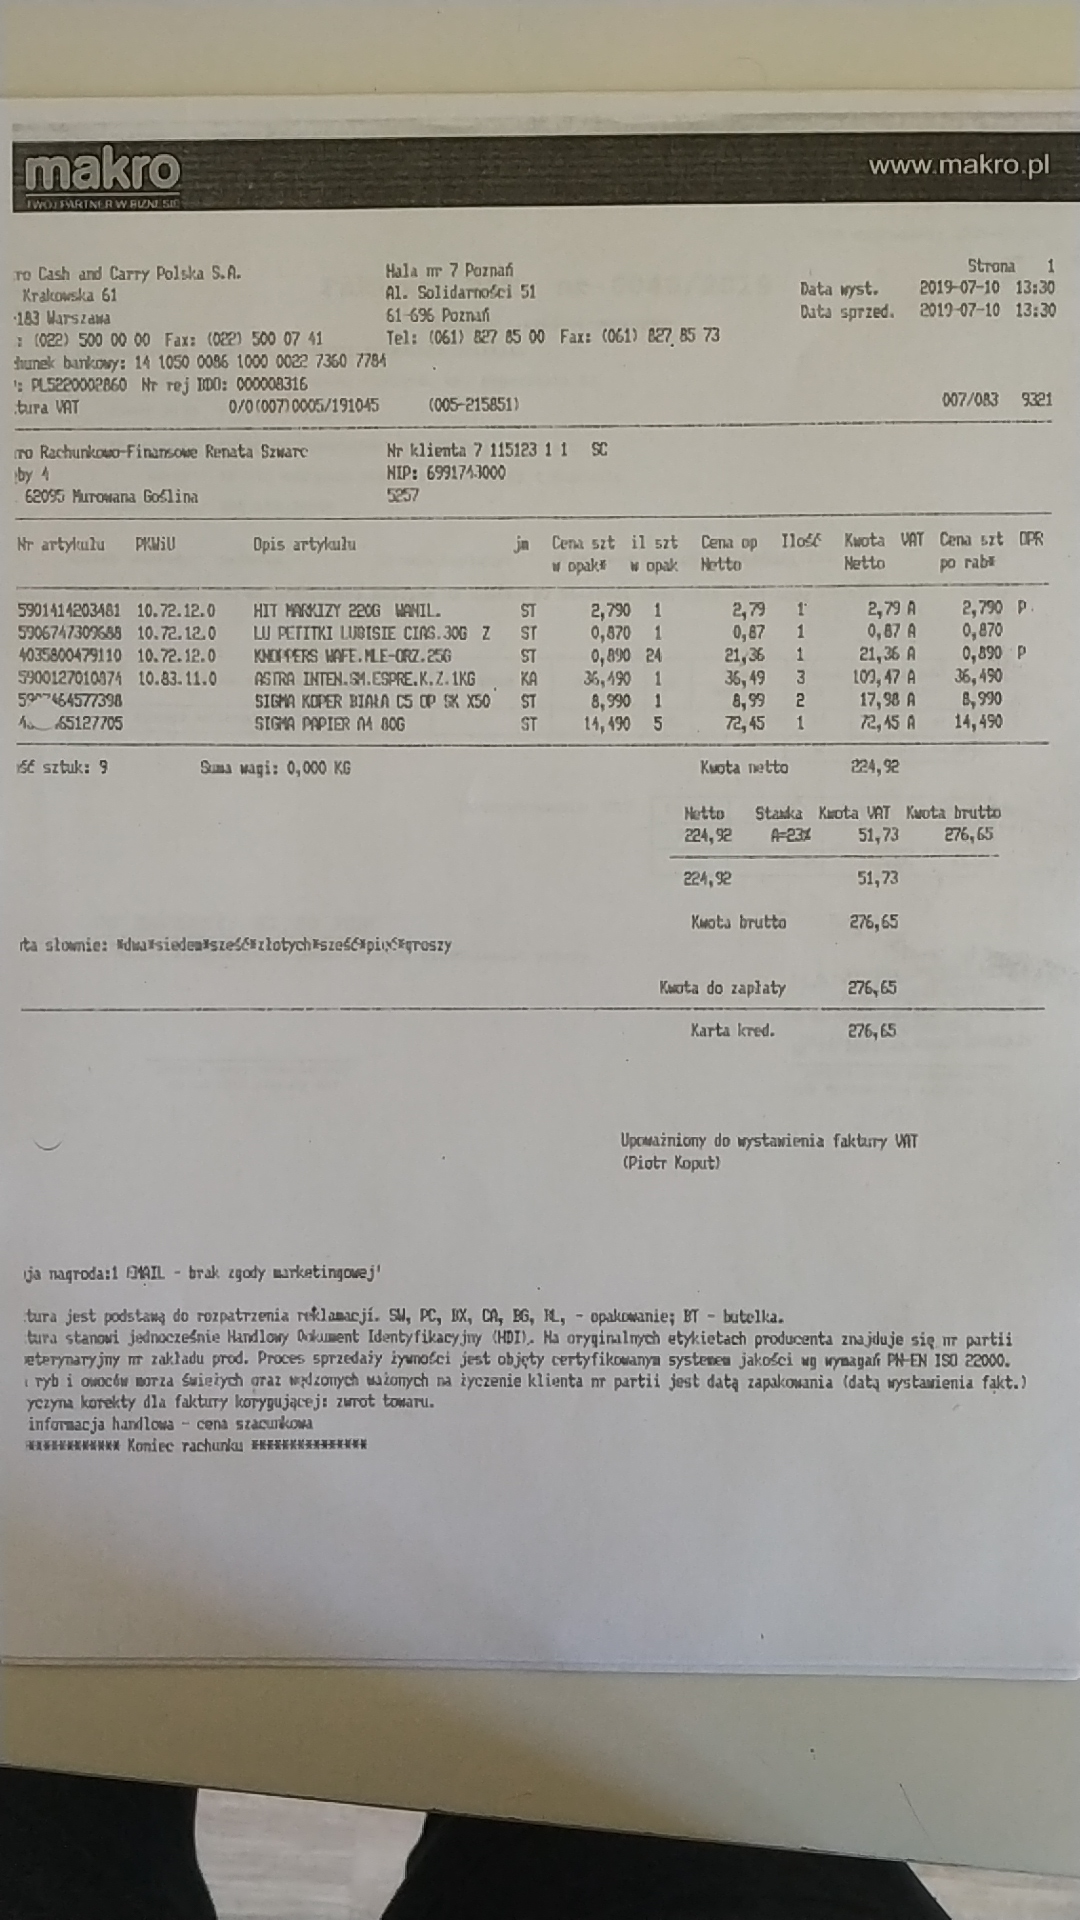 makro
www.makro.pl
TWÓJ PARTNER W BIZNESIE
ro Cash and Carry Polska S.A. Hala nr 7 Poznań Strona 1
Krakowska 61 Al. Solidarności 51 Data wyst. 2019-07-10 13:30
183 Warszawa 61-696 Poznań Data sprzed. 2019-07-10 13:30
: (022) 500 00 00 Fax: (022) 500 07 41 Tel: (061) 827 85 00 Fax: (061) 827 85 73
hunek bankowy: 14 1050 0086 1000 0022 7360 7784
: PL5220002860 Nr rej BDO: 000008316
tura VAT 0/0(007)0005/191045 (005-215851) 007/083 9321
ro Rachunkowo-Finansowe Renata Szwarc Nr klienta 7 115123 1 1 SC
by 4 NIP: 6991743000
62095 Murowana Goślina 5257
Nr artykułu PKWiU Opis artykułu jm Cena szt il szt Cena op Ilość Kwota VAT Cena szt DPR
w opak* w opak Netto Netto po rab*
5901414203481 10.72.12.0 HIT MARKIZY 220G WANIL. ST 2,790 1 2,79 1 2,79 A 2,790 P
5906747309688 10.72.12.0 LU PETITKI LUBISIE CIAS.30G Z ST 0,870 1 0,87 1 0,87 A 0,870
4035800479110 10.72.12.0 KNOPPERS WAFE.MLE-ORZ.25G ST 0,890 24 21,36 1 21,36 A 0,890 P
5900127010874 10.83.11.0 ASTRA INTEN.SM.ESPRE.K.Z.1KG KA 36,490 1 36,49 3 109,47 A 36,490
464577398 SIGMA KOPER BIAŁA C5 OP SK X50 ST 8,990 1 8,99 2 17,98 A 8,990
65127705 SIGMA PAPIER A4 80G ST 14,490 5 72,45 1 72,45 A 14,490
ść sztuk: 9 Suma wagi: 0,000 KG Kwota netto 224,92
Netto Stawka Kwota VAT Kwota brutto
224,92 A=23% 51,73 276,65
224,92 51,73
Kwota brutto 276,65
ta słownie: *dwa*siedem*sześć*złotych*sześć*pięć*groszy
Kwota do zapłaty 276,65
Karta kred. 276,65
Upoważniony do wystawienia faktury VAT
(Piotr Koput)
ja nagroda:1 EMAIL - brak zgody marketingowej'
tura jest podstawą do rozpatrzenia reklamacji. SW, PC, BX, CA, BG, BL, - opakowanie; BT - butelka.
tura stanowi jednocześnie Handlowy Dokument Identyfikacyjny (HDI). Na oryginalnych etykietach producenta znajduje się nr partii
eterynaryjny nr zakładu prod. Proces sprzedaży żywności jest objęty certyfikowanym systemem jakości wg wymagań PN-EN ISO 22000.
ryb i owoców morza świeżych oraz wędzonych ważonych na życzenie klienta nr partii jest datą zapakowania (datą wystawienia fakt.)
yczyna korekty dla faktury korygującej: zwrot towaru.
informacja handlowa - cena szacunkowa
************ Koniec rachunku ***************